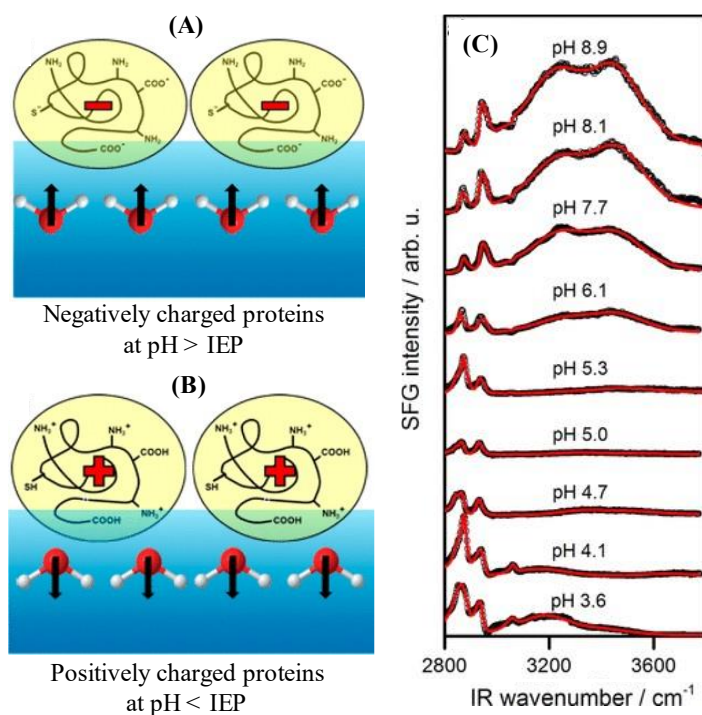 (A)
NH₂
NH₂
COO⁻
S⁻
NH₂
COO⁻
NH₂
NH₂
COO⁻
S⁻
NH₂
COO⁻
Negatively charged proteins
at pH > IEP
(B)
NH₃⁺
NH₃⁺
COOH
SH
NH₃⁺
COOH
NH₃⁺
NH₃⁺
COOH
SH
NH₃⁺
COOH
Positively charged proteins
at pH < IEP
(C)
SFG intensity / arb. u.
pH 8.9
pH 8.1
pH 7.7
pH 6.1
pH 5.3
pH 5.0
pH 4.7
pH 4.1
pH 3.6
2800 3200 3600
IR wavenumber / cm⁻¹